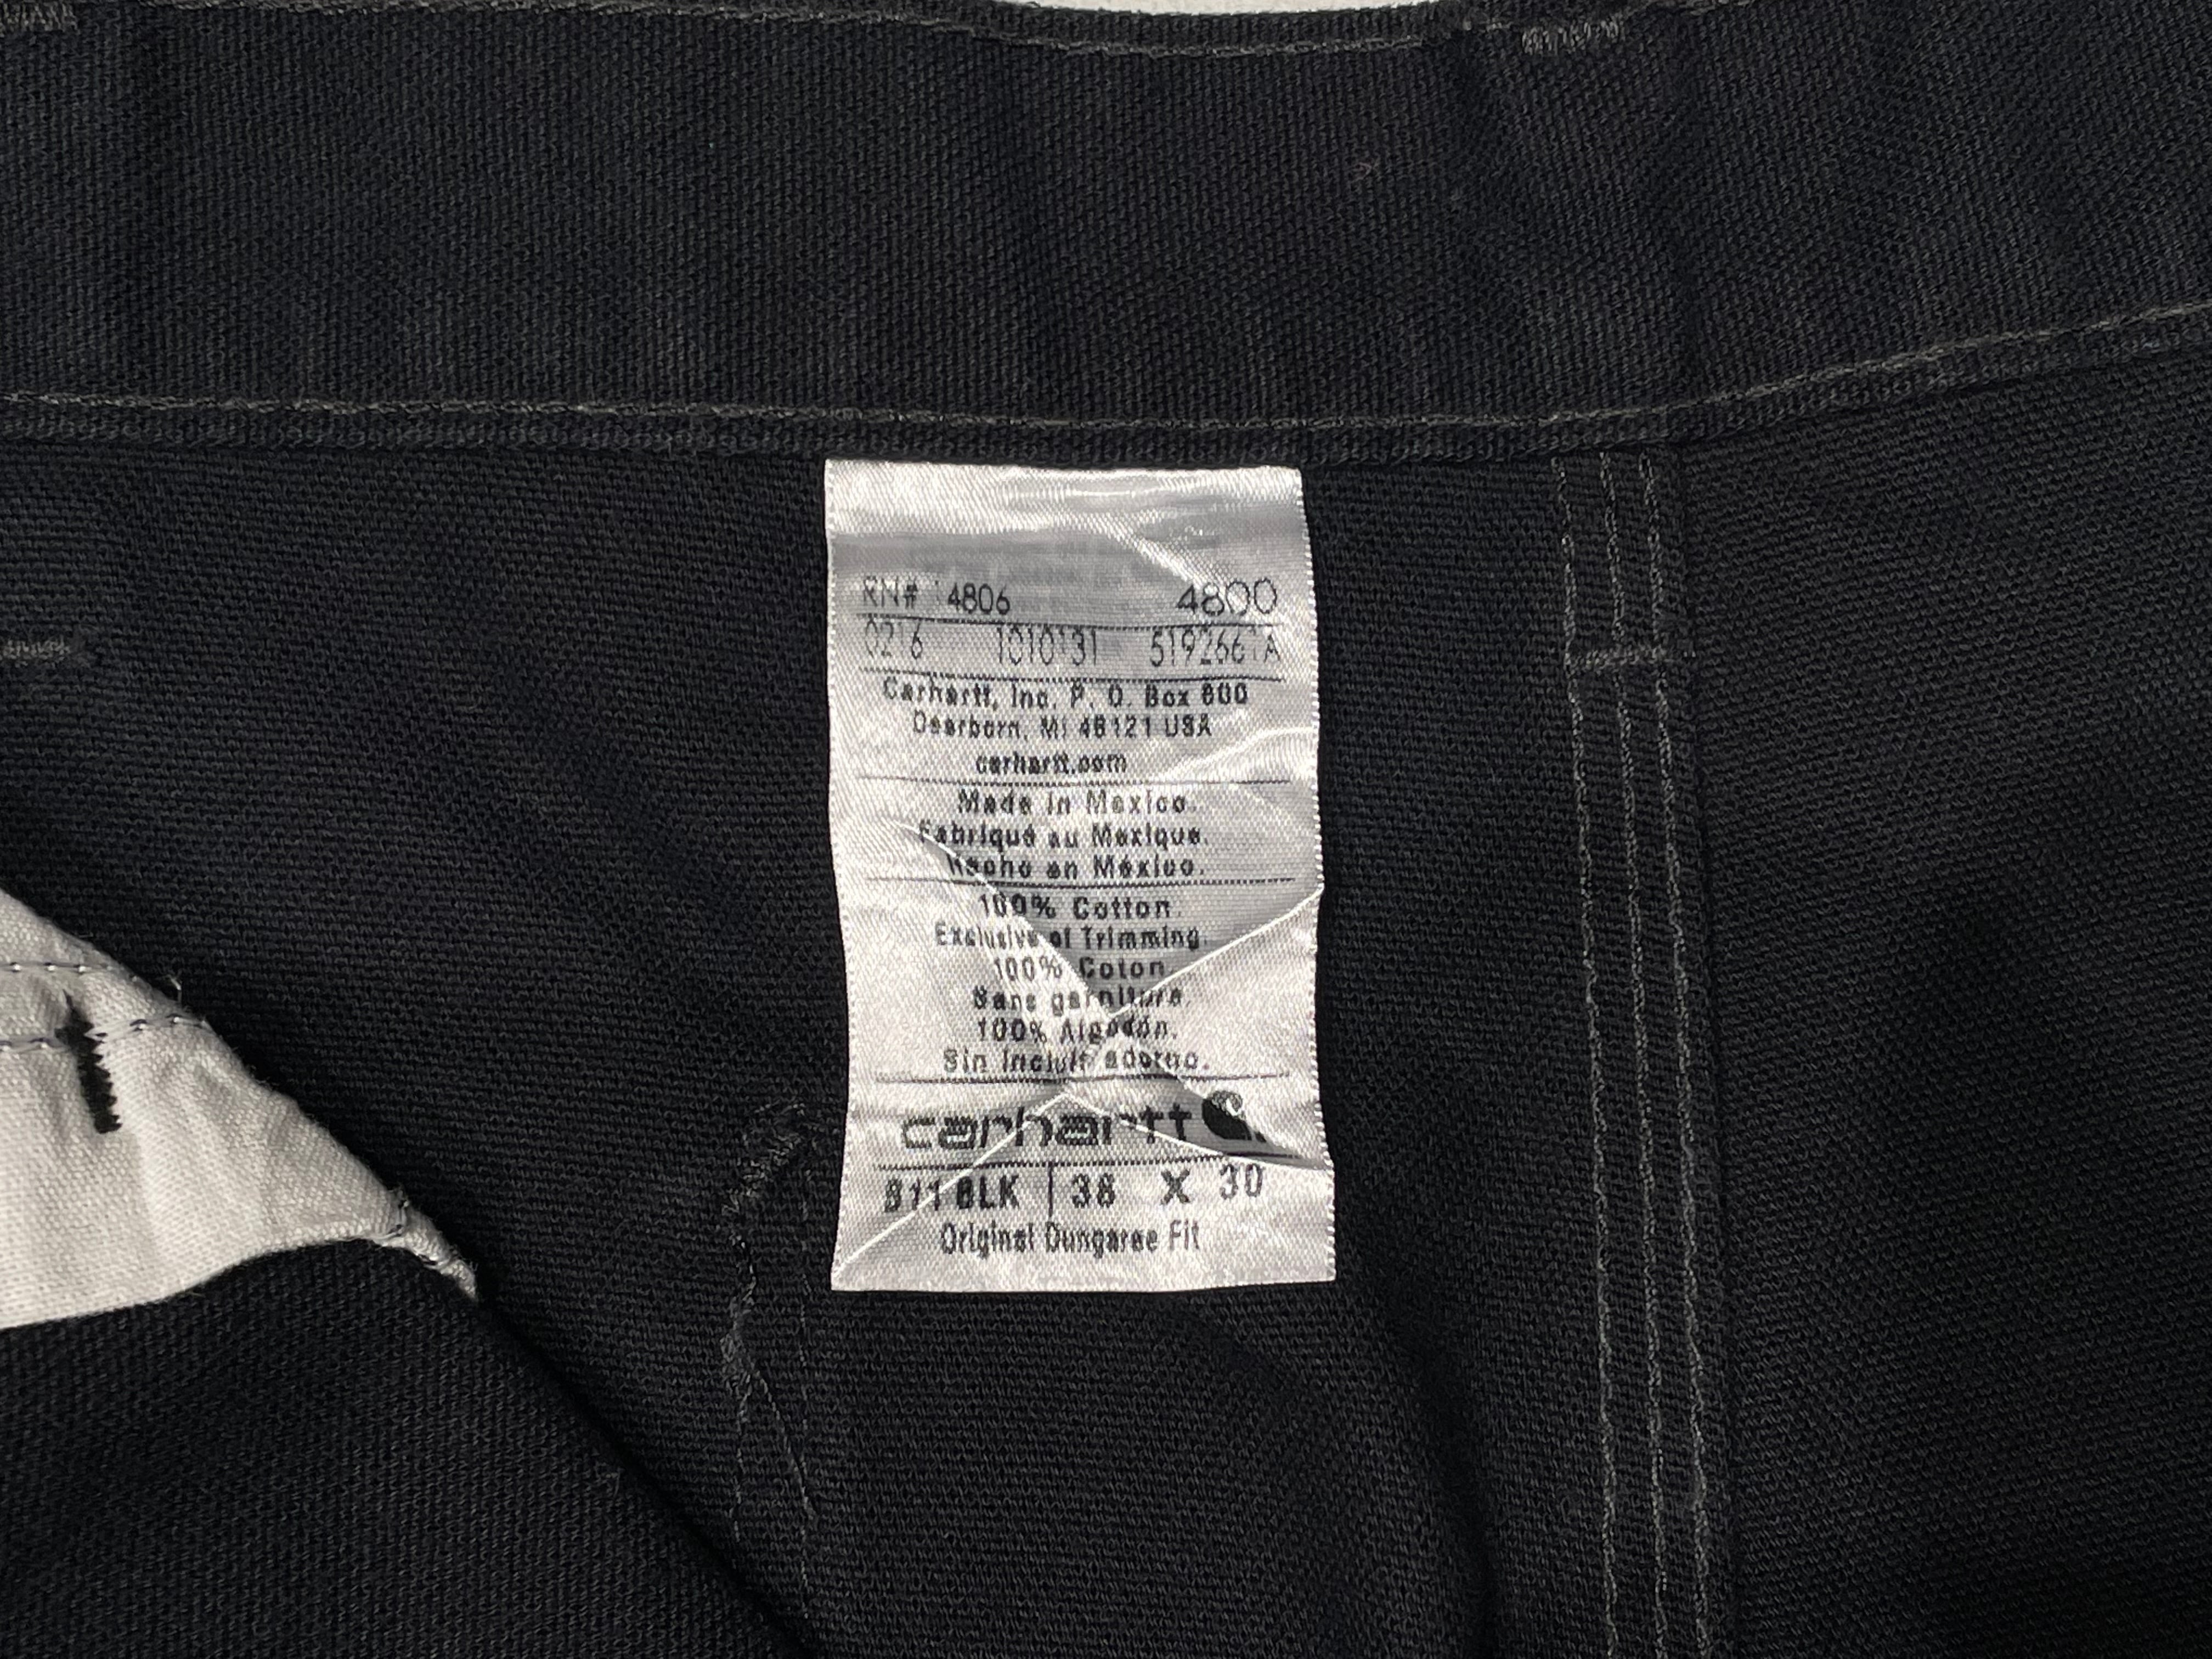 RN# 14806 4800
0216 1010131 5192661A
Carhartt, Inc. P. O. Box 600
Dearborn, MI 48121 USA
carhartt.com
Made in Mexico.
Fabriqué au Mexique.
Hecho en México.
100% Cotton.
Exclusive of Trimming.
100% Coton.
Sans garniture.
100% Algodón.
Sin incluir adorno.
carhartt
B11 BLK | 38 X 30
Original Dungaree Fit